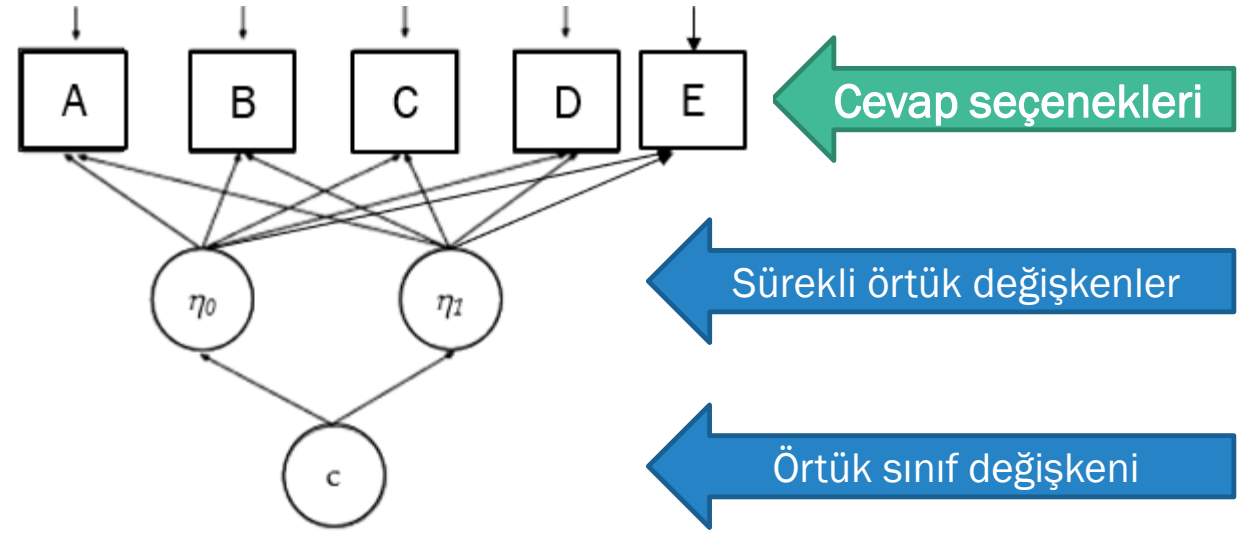 A B C D E
Cevap seçenekleri
η0 η1
Sürekli örtük değişkenler
c
Örtük sınıf değişkeni